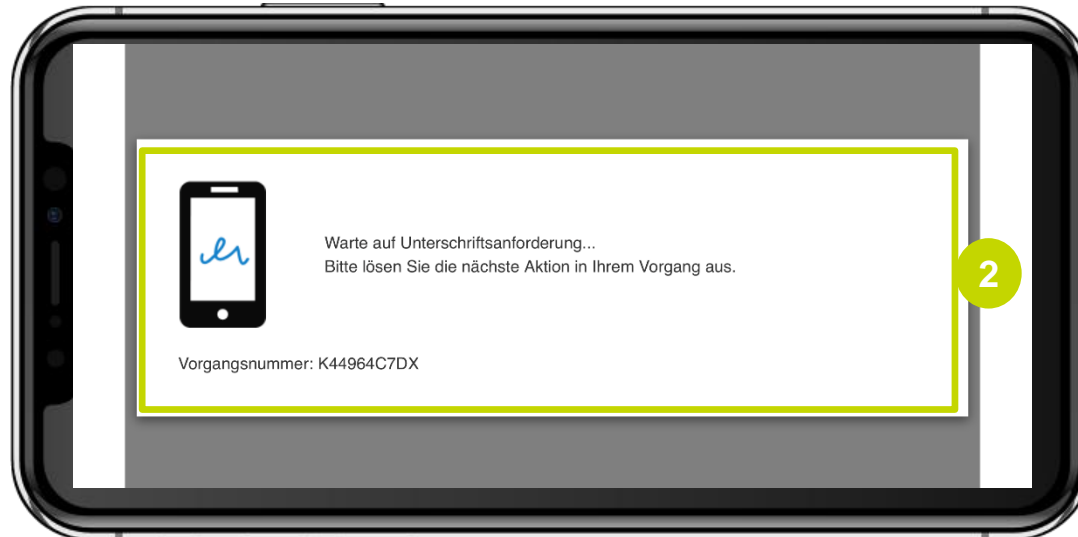 Warte auf Unterschriftsanforderung...
Bitte lösen Sie die nächste Aktion in Ihrem Vorgang aus.
2
Vorgangsnummer: K44964C7DX